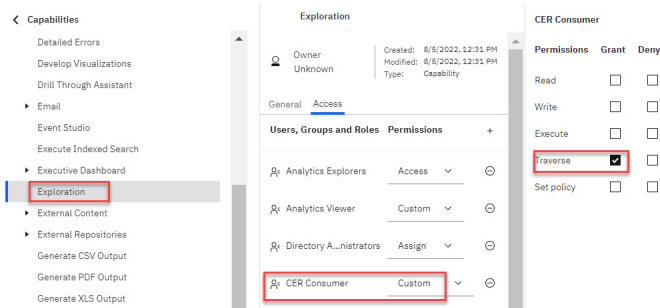 Capabilities
Detailed Errors
Develop Visualizations
Drill Through Assistant
Email
Event Studio
Execute Indexed Search
Executive Dashboard
Exploration
External Content
External Repositories
Generate CSV Output
Generate PDF Output
Generate XLS Output
Exploration
Owner
Unknown
Created: 8/5/2022, 12:31 PM
Modified: 8/5/2022, 12:31 PM
Type: Capability
General Access
Users, Groups and Roles Permissions +
Analytics Explorers Access
Analytics Viewer Custom
Directory A...nistrators Assign
CER Consumer Custom
CER Consumer
Permissions Grant Deny
Read
Write
Execute
Traverse
Set policy